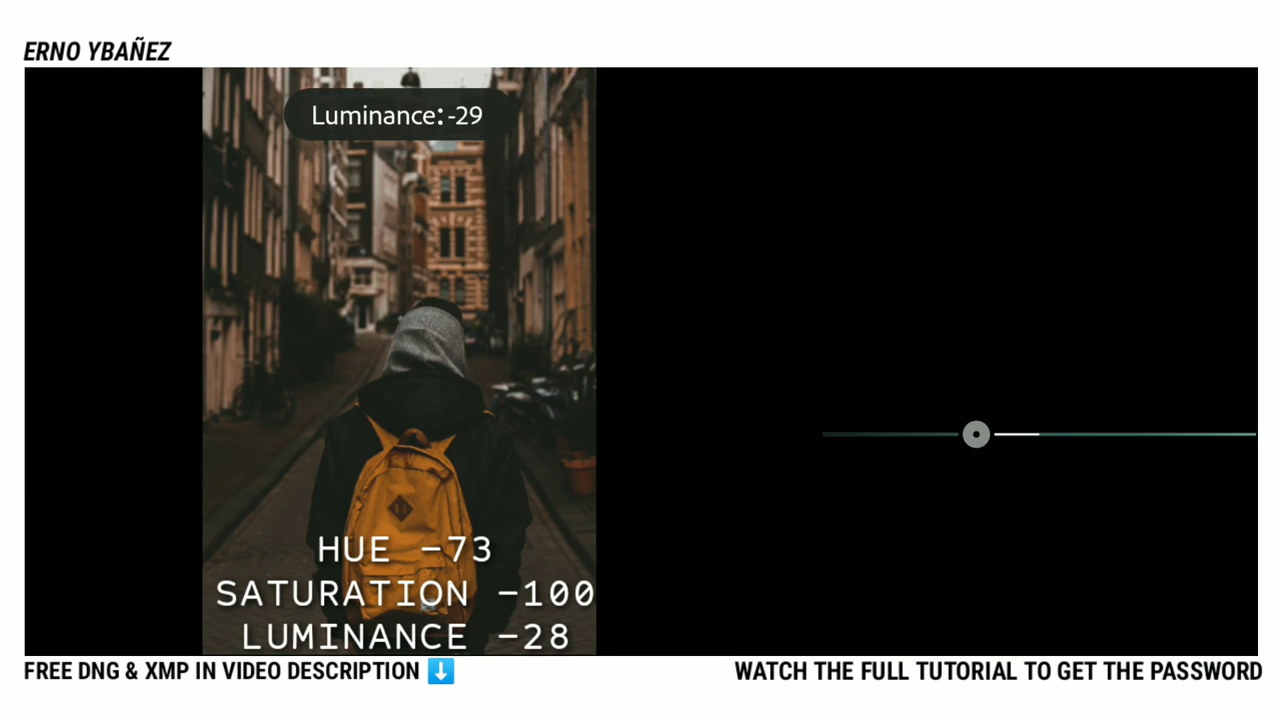 ERNO YBAÑEZ
Luminance: -29
HUE -73
SATURATION -100
LUMINANCE -28
FREE DNG & XMP IN VIDEO DESCRIPTION ⬇️
WATCH THE FULL TUTORIAL TO GET THE PASSWORD